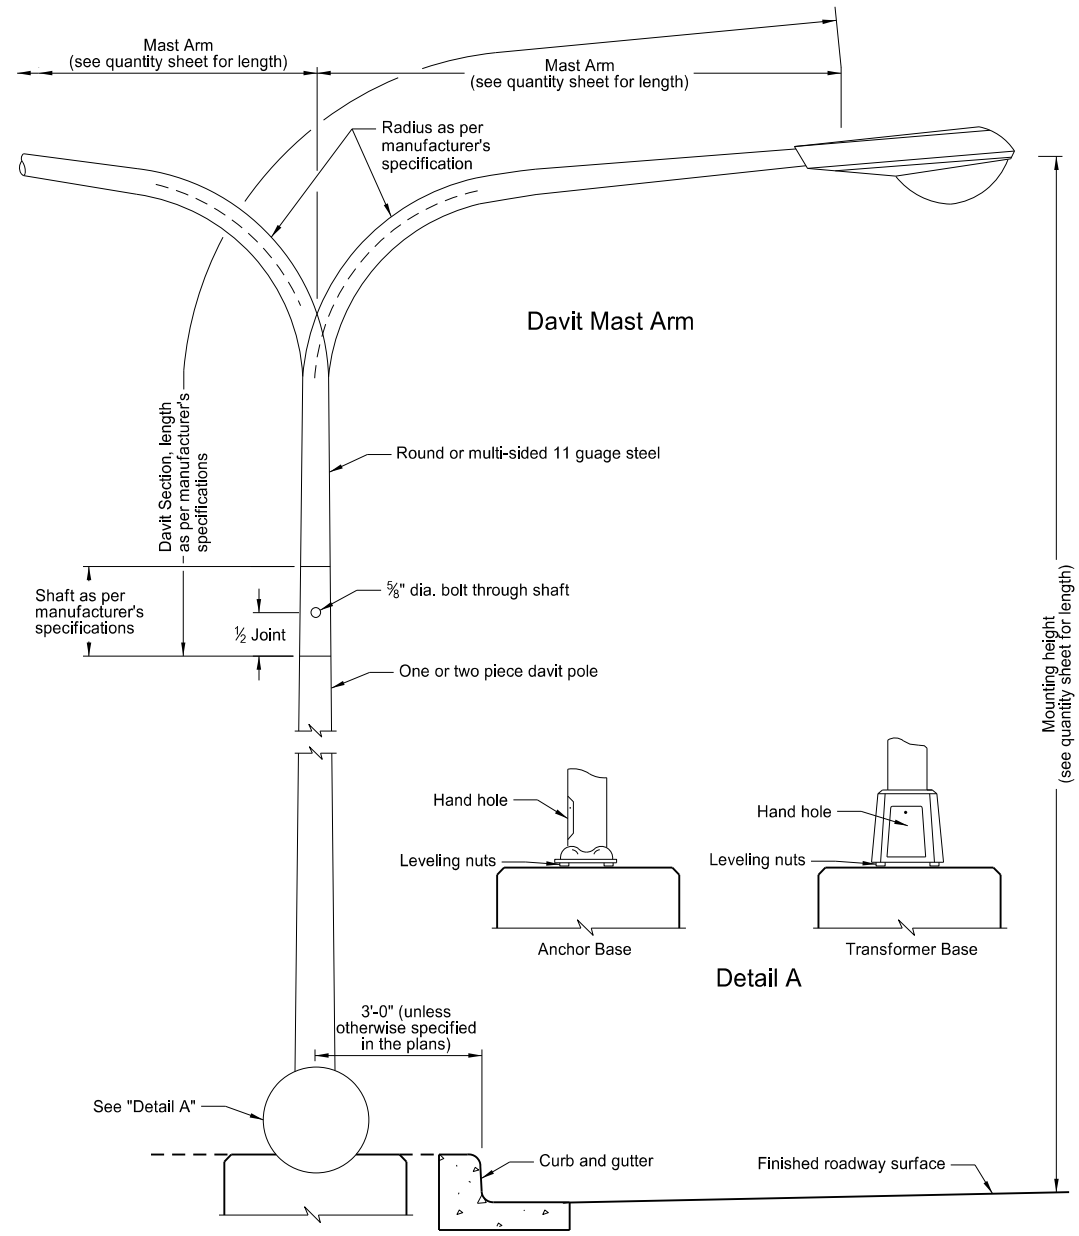 Mast Arm
(see quantity sheet for length)
Mast Arm
(see quantity sheet for length)
Radius as per
manufacturer's
specification
Davit Mast Arm
Davit Section, length
as per manufacturer's
specifications
Round or multi-sided 11 guage steel
Shaft as per
manufacturer's
specifications
⅝" dia. bolt through shaft
½ Joint
One or two piece davit pole
Mounting height
(see quantity sheet for length)
Hand hole
Leveling nuts
Anchor Base
Hand hole
Leveling nuts
Transformer Base
Detail A
3'-0" (unless
otherwise specified
in the plans)
See "Detail A"
Curb and gutter
Finished roadway surface